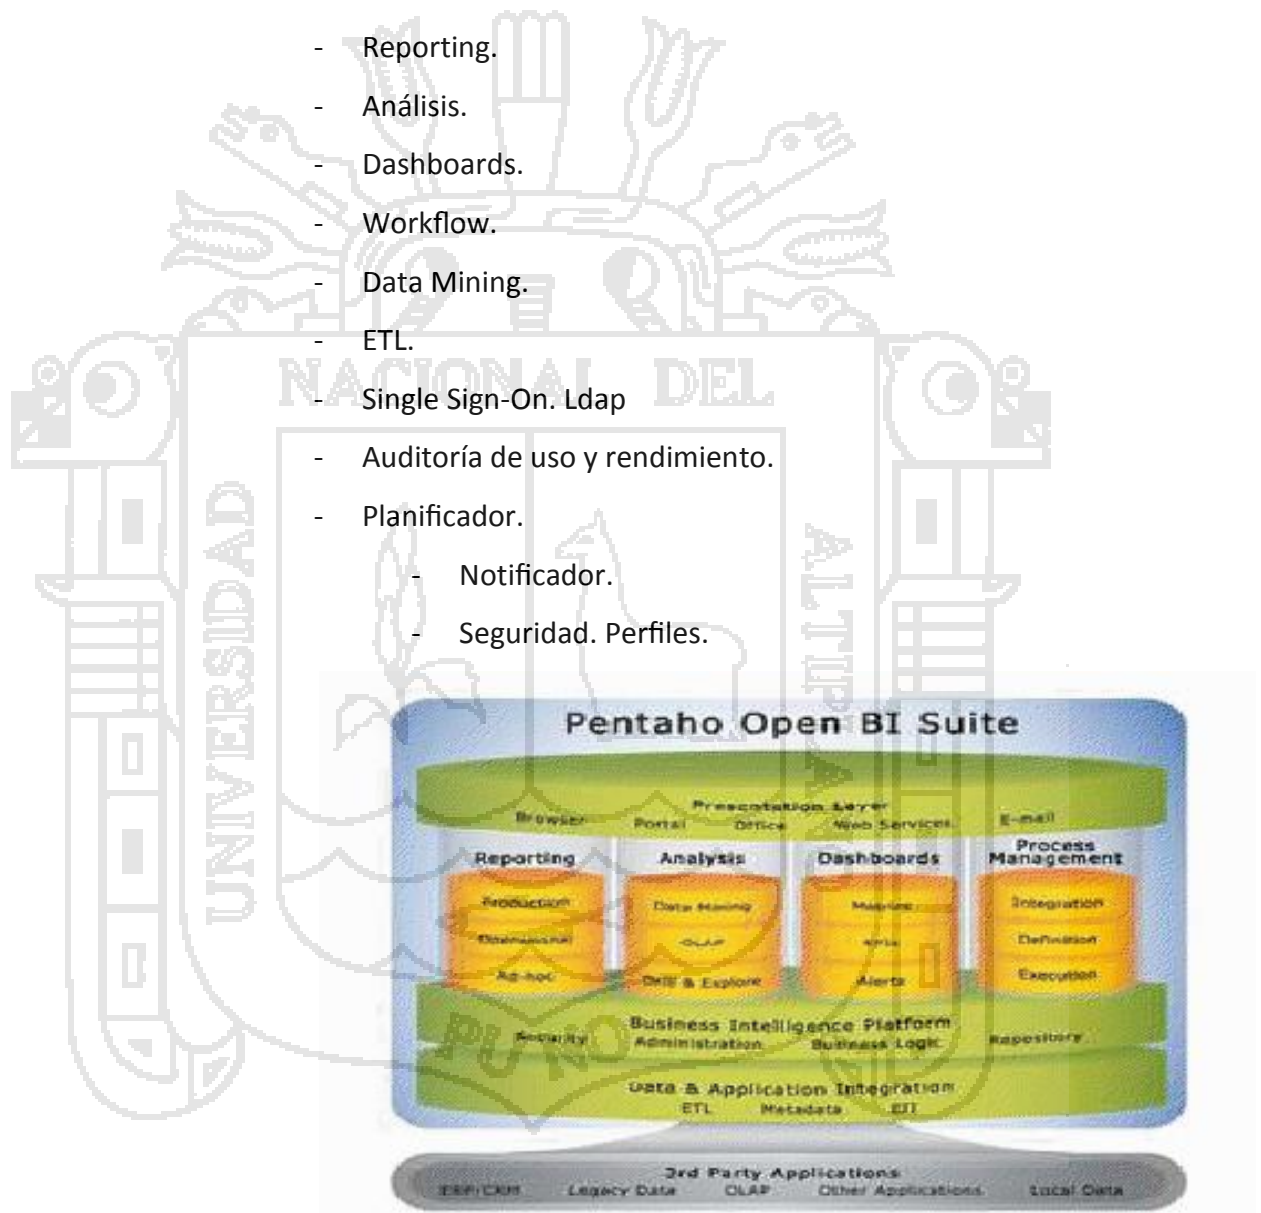 - Reporting.
- Análisis.
- Dashboards.
- Workflow.
- Data Mining.
- ETL.
- Single Sign-On. Ldap
- Auditoría de uso y rendimiento.
- Planificador.
- Notificador.
- Seguridad. Perfiles.
NACIONAL DEL
UNIVERSIDAD
ALTIPLANO
PUNO
Pentaho Open BI Suite
Presentation Layer
Browser Portal Office Web Services E-mail
Reporting Analysis Dashboards Process Management
Production Data Mining Metrics Integration
Operational OLAP KPIs Definition
Ad-hoc Drill & Explore Alerts Execution
Business Intelligence Platform
Security Administration Business Logic Repository
Data & Application Integration
ETL Metadata EII
3rd Party Applications
ERP/CRM Legacy Data OLAP Other Applications Local Data